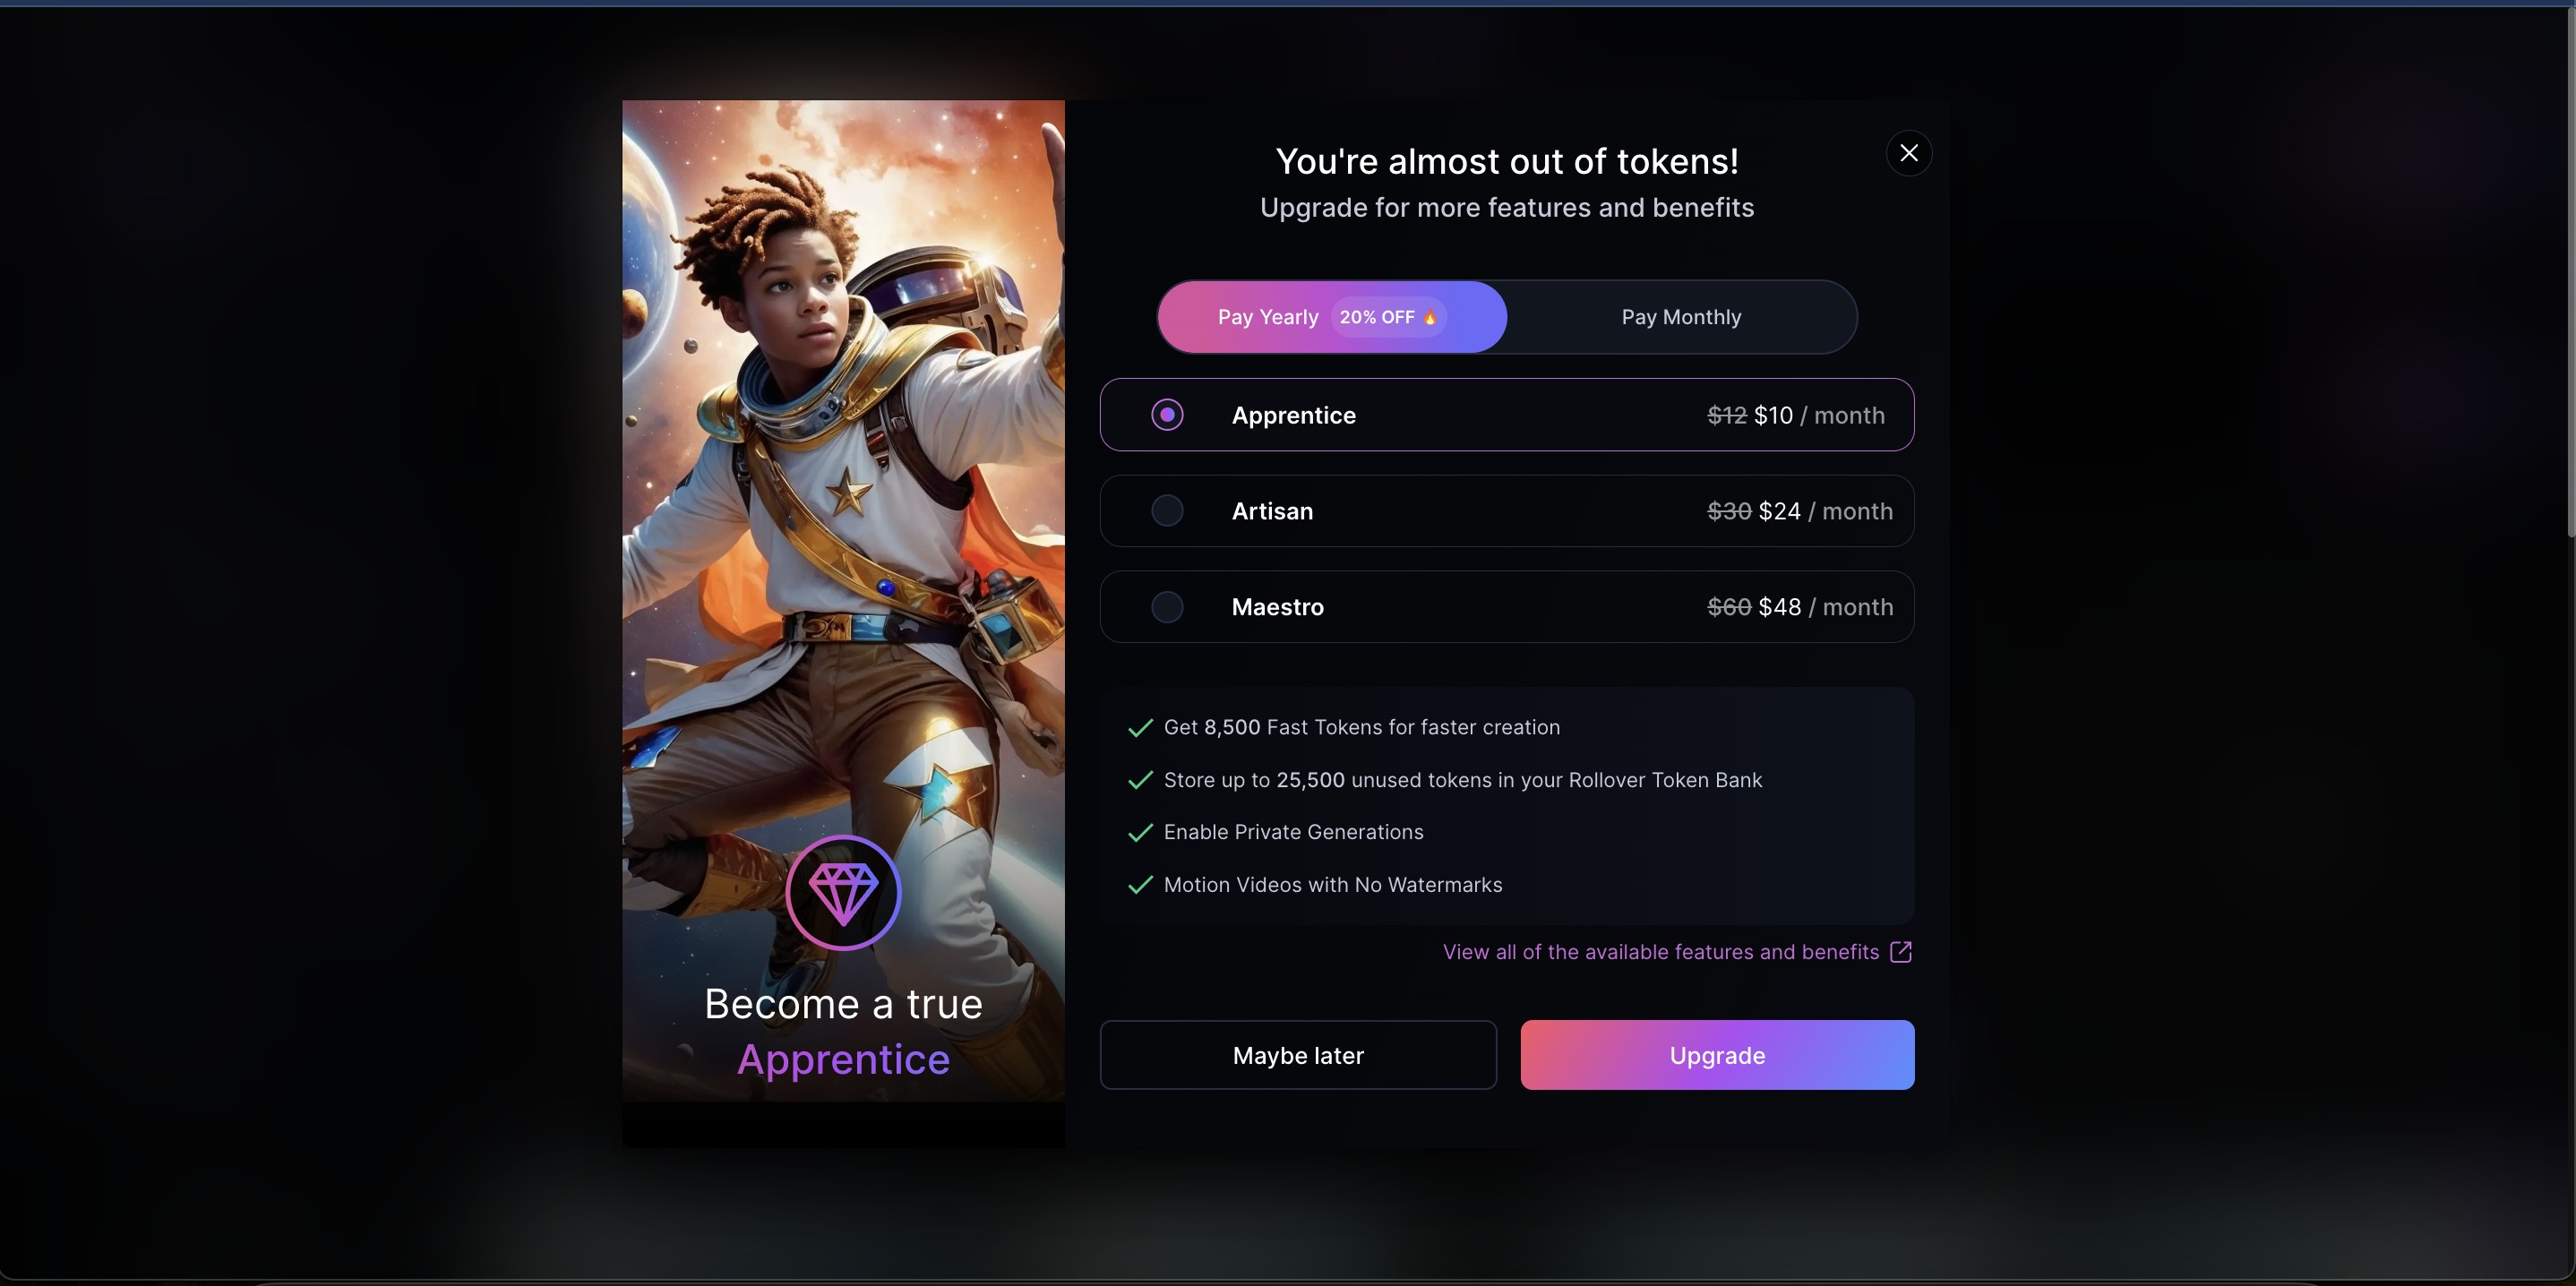 You're almost out of tokens!
Upgrade for more features and benefits
Pay Yearly 20% OFF 🔥 Pay Monthly
Apprentice $12 $10 / month
Artisan $30 $24 / month
Maestro $60 $48 / month
Get 8,500 Fast Tokens for faster creation
Store up to 25,500 unused tokens in your Rollover Token Bank
Enable Private Generations
Motion Videos with No Watermarks
View all of the available features and benefits
Maybe later Upgrade
Become a true
Apprentice